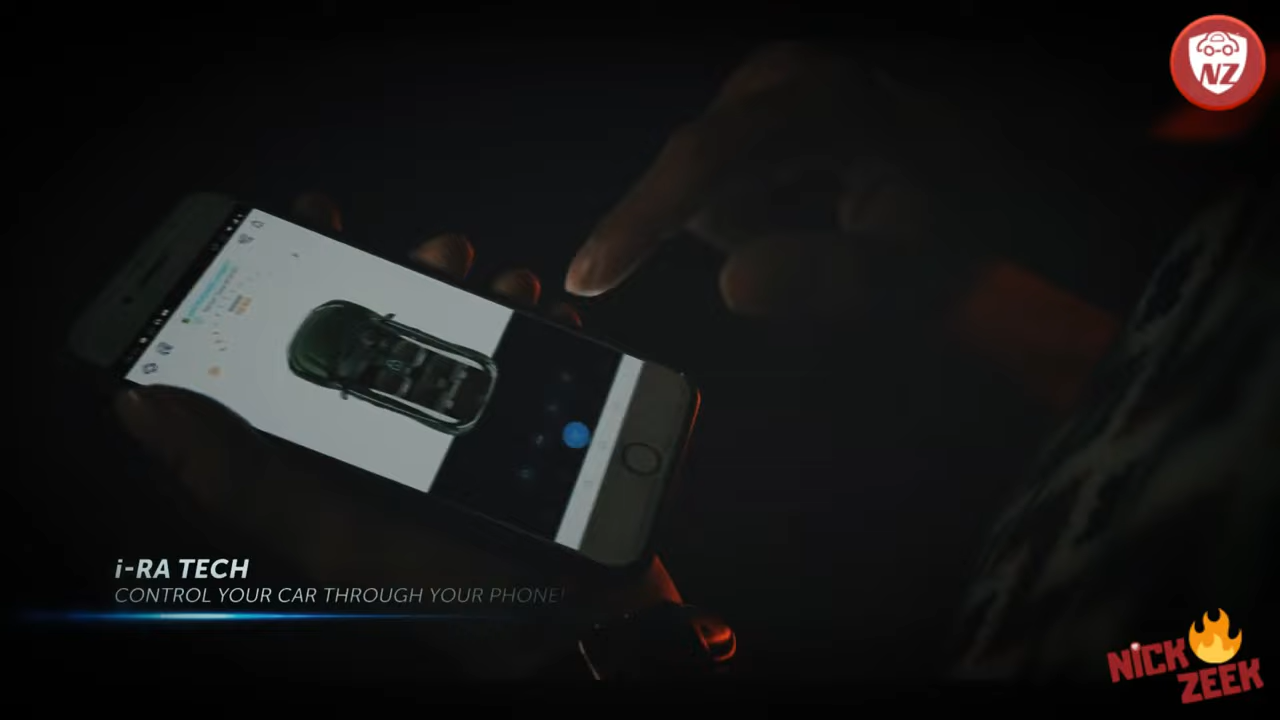 NZ
i-RA TECH
CONTROL YOUR CAR THROUGH YOUR PHONE!
NICK
ZEEK